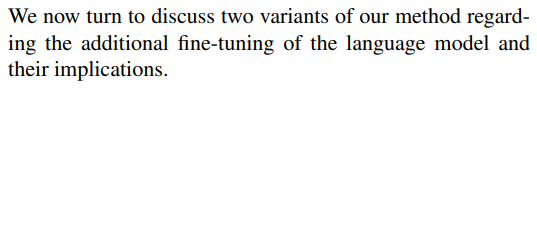 We now turn to discuss two variants of our method regard-
ing the additional fine-tuning of the language model and
their implications.